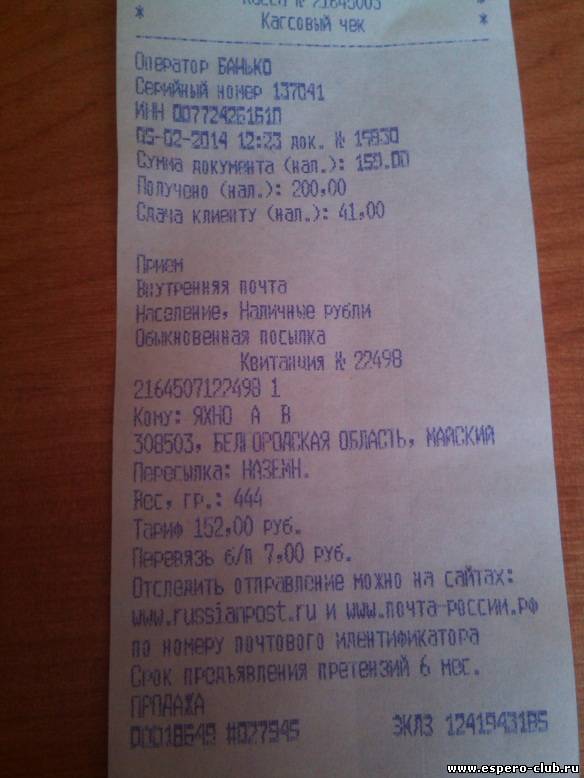 Касса № 21645003
* Кассовый чек *
Оператор БАНЬКО
Серийный номер 137041
ИНН 007724261610
05-02-2014 12:23 док. № 15930
Сумма документа (нал.): 159.00
Получено (нал.): 200,00
Сдача клиенту (нал.): 41,00
Прием
Внутренняя почта
Население, Наличные рубли
Обыкновенная посылка
Квитанция № 22498
2164507122498 1
Кому: ЯХНО А В
308503, БЕЛГОРОДСКАЯ ОБЛАСТЬ, МАЙСКИЙ
Пересылка: НАЗЕМН.
Вес, гр.: 444
Тариф 152,00 руб.
Перевязь б/п 7,00 руб.
Отследить отправление можно на сайтах:
www.russianpost.ru и www.почта-россии.рф
по номеру почтового идентификатора
Срок предъявления претензий 6 мес.
ПРОДАЖА
00018649 #027945 ЭКЛЗ 1241943185
www.espero-club.ru